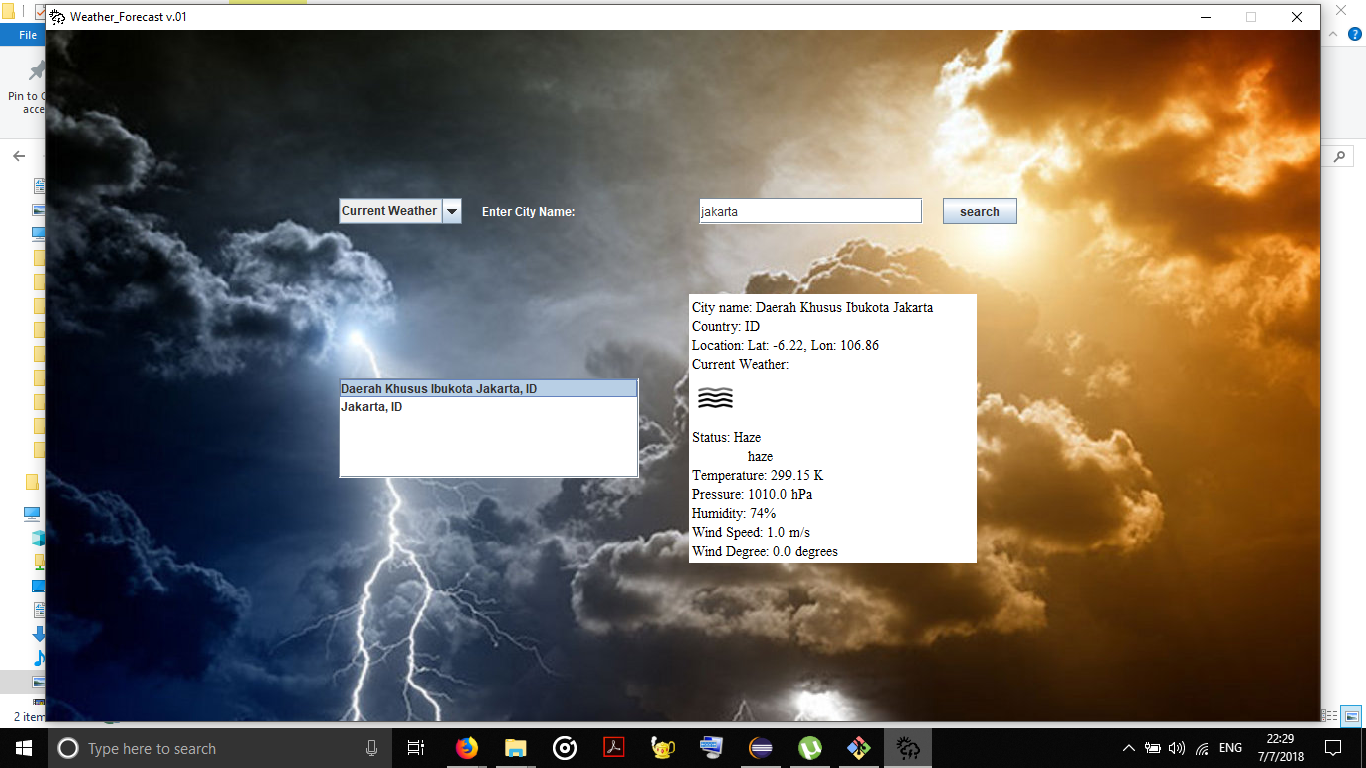 Weather_Forecast v.01
File
Pin to
acce
Current Weather
Enter City Name:
jakarta
search
Daerah Khusus Ibukota Jakarta, ID
Jakarta, ID
City name: Daerah Khusus Ibukota Jakarta
Country: ID
Location: Lat: -6.22, Lon: 106.86
Current Weather:
Status: Haze
haze
Temperature: 299.15 K
Pressure: 1010.0 hPa
Humidity: 74%
Wind Speed: 1.0 m/s
Wind Degree: 0.0 degrees
2 item
Type here to search
ENG
22:29
7/7/2018